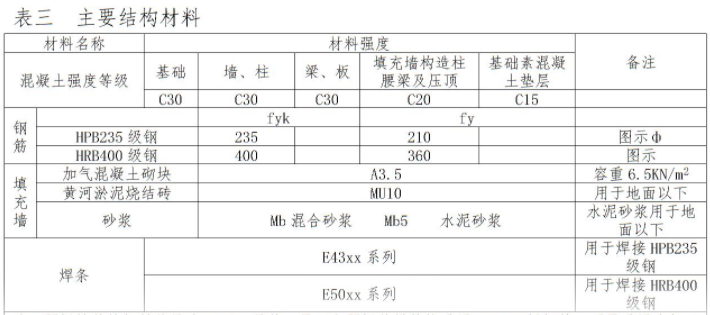 表三 主要结构材料
材料名称 材料强度 备注
混凝土强度等级 基础 墙、柱 梁、板 填充墙构造柱腰梁及压顶 基础素混凝土垫层
C30 C30 C30 C20 C15
钢筋 fyk fy
HPB235 级钢 235 210 图示ф
HRB400 级钢 400 360 图示
填充墙 加气混凝土砌块 A3.5 容重 6.5KN/m²
黄河淤泥烧结砖 MU10 用于地面以下
砂浆 Mb 混合砂浆 Mb5 水泥砂浆 水泥砂浆用于地面以下
焊条 E43xx 系列 用于焊接 HPB235 级钢
E50xx 系列 用于焊接 HRB400 级钢